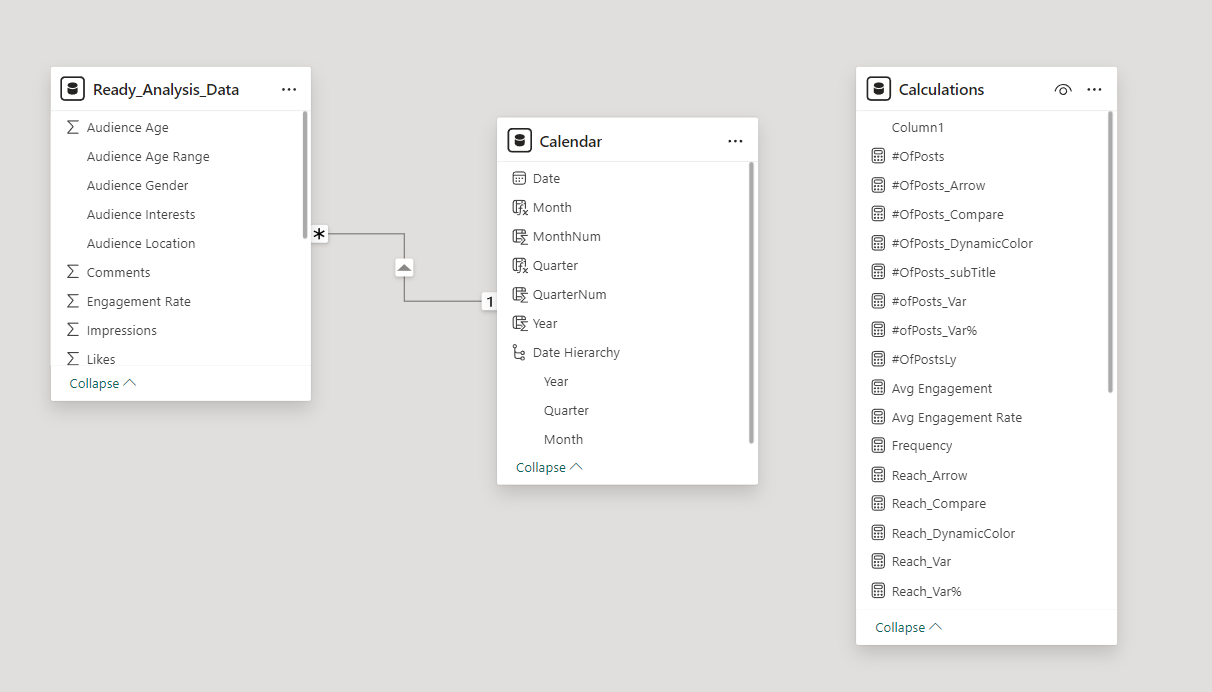 Ready_Analysis_Data
Audience Age
Audience Age Range
Audience Gender
Audience Interests
Audience Location
Comments
Engagement Rate
Impressions
Likes
Collapse
*
1
Calendar
Date
Month
MonthNum
Quarter
QuarterNum
Year
Date Hierarchy
Year
Quarter
Month
Collapse
Calculations
Column1
#OfPosts
#OfPosts_Arrow
#OfPosts_Compare
#OfPosts_DynamicColor
#OfPosts_subTitle
#ofPosts_Var
#ofPosts_Var%
#OfPostsLy
Avg Engagement
Avg Engagement Rate
Frequency
Reach_Arrow
Reach_Compare
Reach_DynamicColor
Reach_Var
Reach_Var%
Collapse